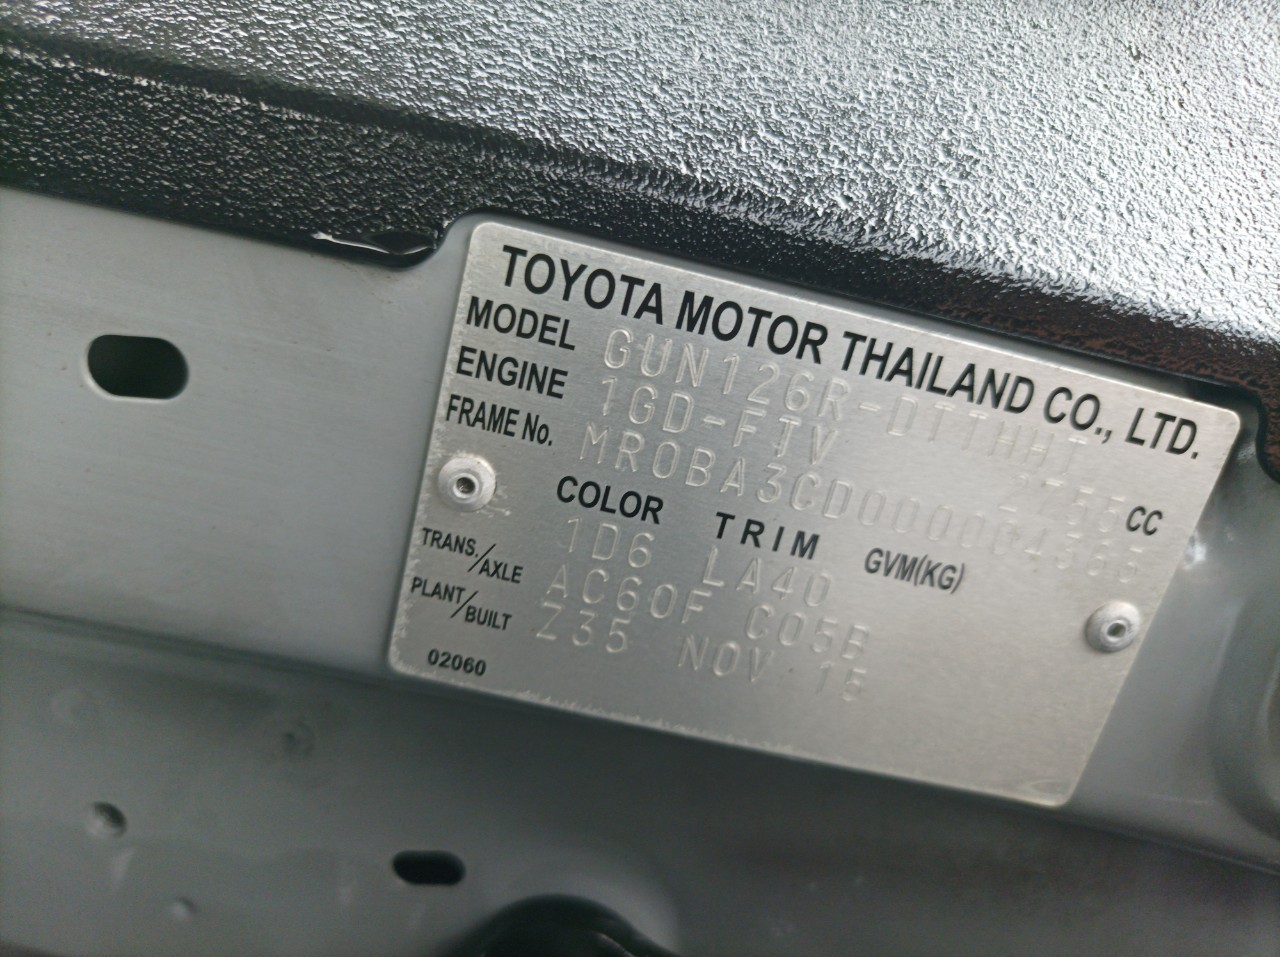 TOYOTA MOTOR THAILAND CO., LTD.
MODEL GUN126R-DTTHHT
ENGINE 1GD-FTV 2755 CC
FRAME No. MR0BA3CD000004565
COLOR TRIM GVM(KG)
1D6 LA40
TRANS./AXLE AC60F C05B
PLANT/BUILT Z35 NOV 15
02060